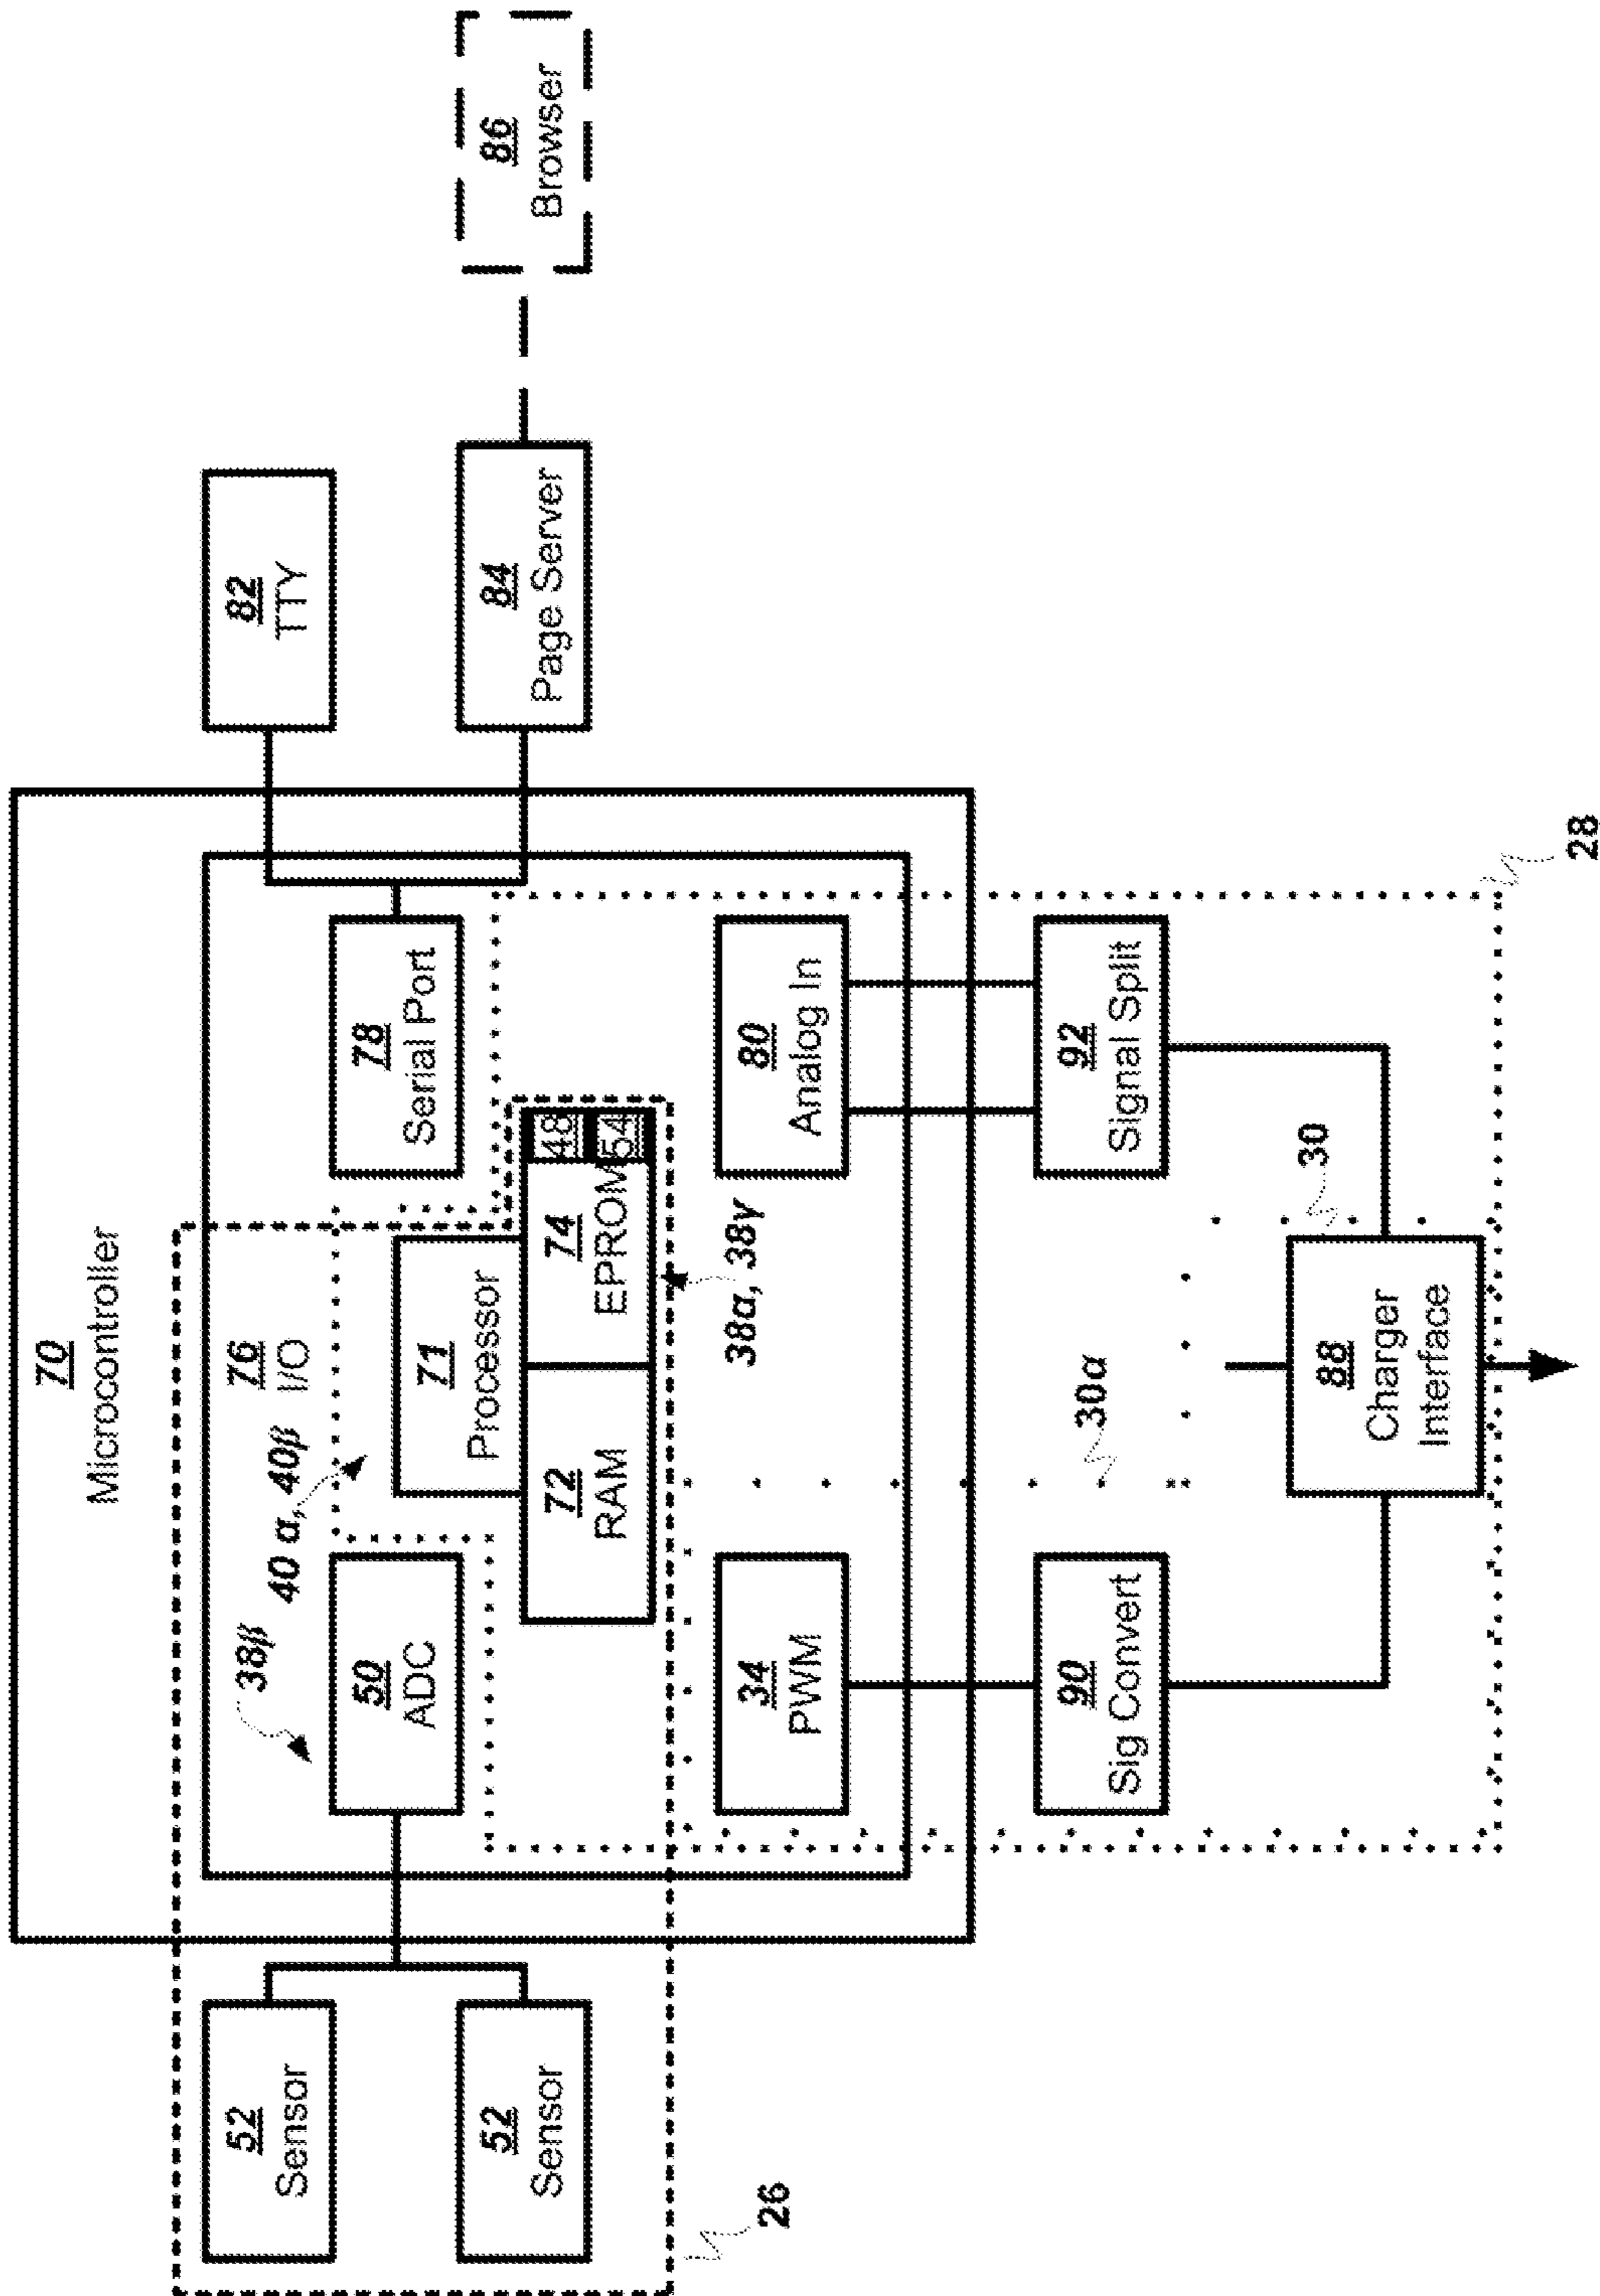 70
Microcontroller
76
I/O
52
Sensor
52
Sensor
26
38β
40 α, 40β
50
ADC
71
Processor
72
RAM
74
EPROM
48
54
38α, 38γ
78
Serial Port
82
TTY
84
Page Server
86
Browser
34
PWM
80
Analog In
30α
90
Sig Convert
92
Signal Split
30
88
Charger
Interface
28